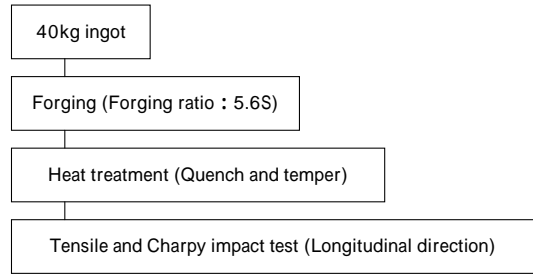 40kg ingot
Forging (Forging ratio：5.6S)
Heat treatment (Quench and temper)
Tensile and Charpy impact test (Longitudinal direction)